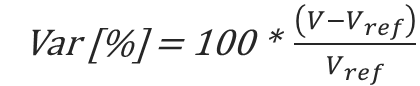 Var [%] = 100 * (V−V_ref) / V_ref